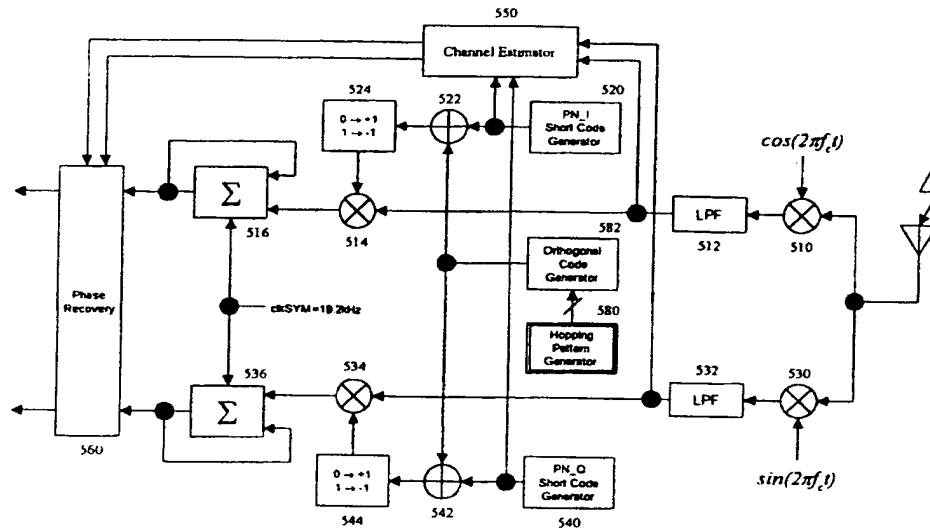 550
Channel Estimator
524
522
520
0 → +1
1 → -1
PN_I
Short Code
Generator
cos(2πf_ct)
Σ
LPF
516
514
582
512
510
Orthogonal
Code
Generator
Phase
Recovery
clkSYM=19.2kHz
580
Hopping
Pattern
Generator
536
534
532
530
Σ
LPF
560
0 → +1
1 → -1
PN_Q
Short Code
Generator
sin(2πf_ct)
544
542
540